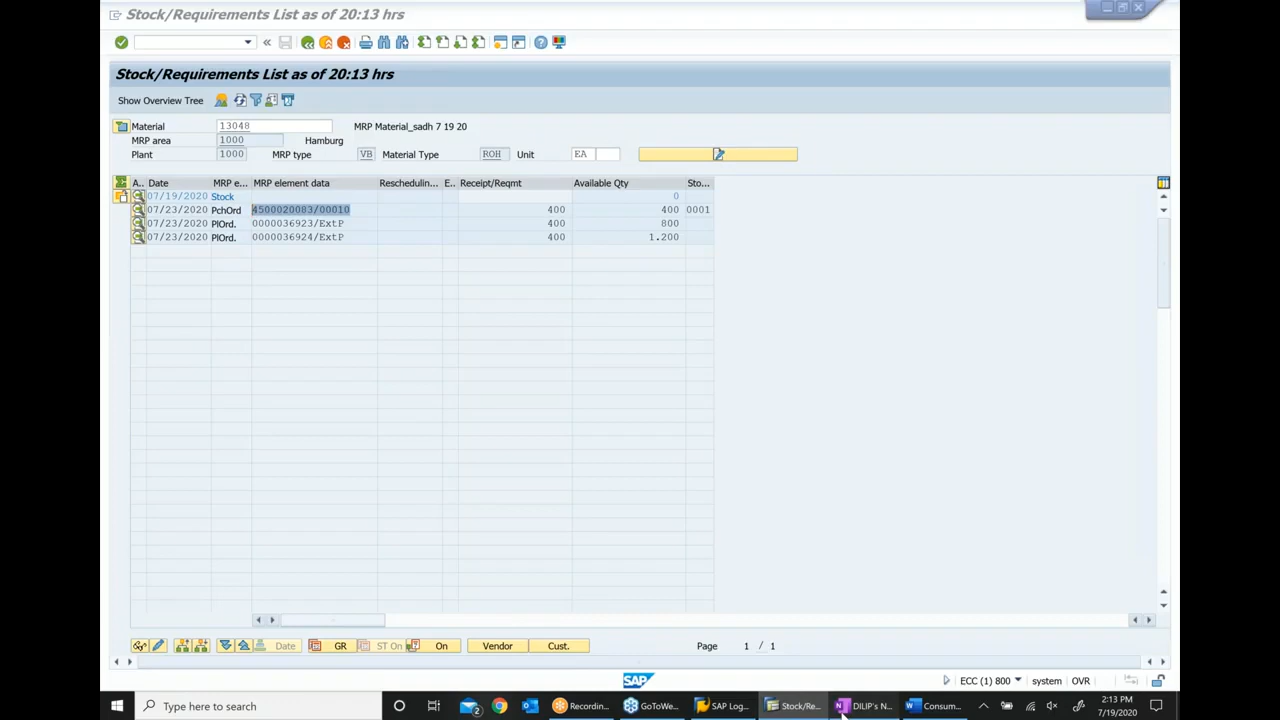 Stock/Requirements List as of 20:13 hrs
Stock/Requirements List as of 20:13 hrs
Show Overview Tree
Material 13048 MRP Material_sadh 7 19 20
MRP area 1000 Hamburg
Plant 1000 MRP type VB Material Type ROH Unit EA
A.. Date MRP e... MRP element data Reschedulin... E.. Receipt/Reqmt Available Qty Sto...
07/19/2020 Stock 0
07/23/2020 PchOrd 4500020083/00010 400 400 0001
07/23/2020 PlOrd. 0000036923/ExtP 400 800
07/23/2020 PlOrd. 0000036924/ExtP 400 1.200
Date GR ST On On Vendor Cust. Page 1 / 1
SAP ECC (1) 800 system OVR
Type here to search 2 Recordin... GoToWe... SAP Log... Stock/Re... DILIP's N... Consum... 2:13 PM
7/19/2020